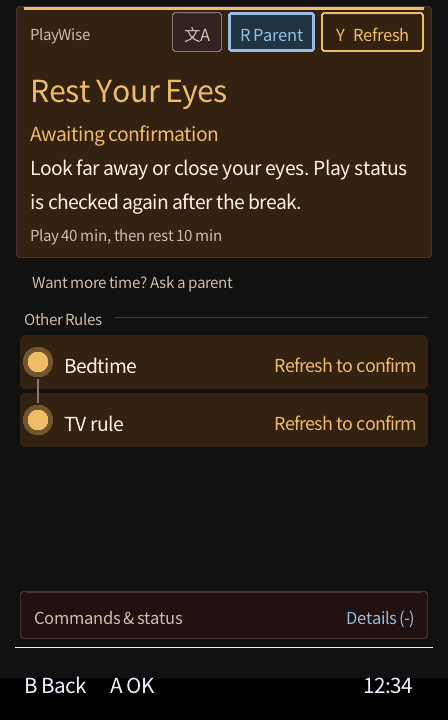 PlayWise
文A
R Parent
Y Refresh
Rest Your Eyes
Awaiting confirmation
Look far away or close your eyes. Play status
is checked again after the break.
Play 40 min, then rest 10 min
Want more time? Ask a parent
Other Rules
Bedtime Refresh to confirm
TV rule Refresh to confirm
Commands & status Details (-)
B Back A OK 12:34